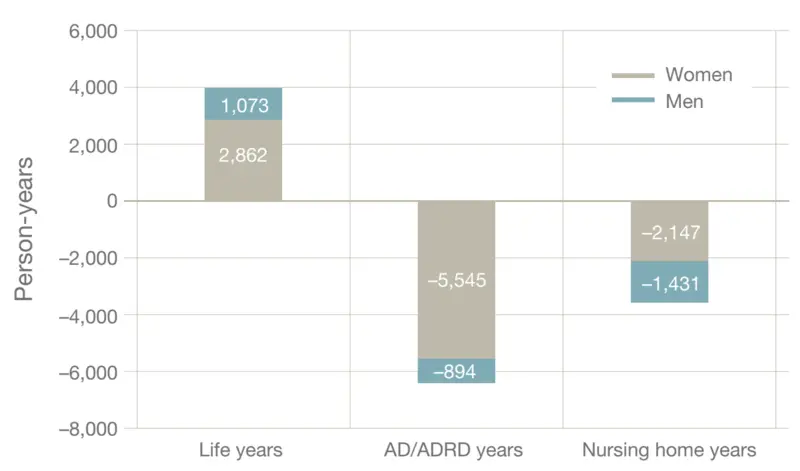 6,000
4,000
2,000
0
–2,000
–4,000
–6,000
–8,000
Person-years
Women
Men
1,073
2,862
–5,545
–894
–2,147
–1,431
Life years
AD/ADRD years
Nursing home years